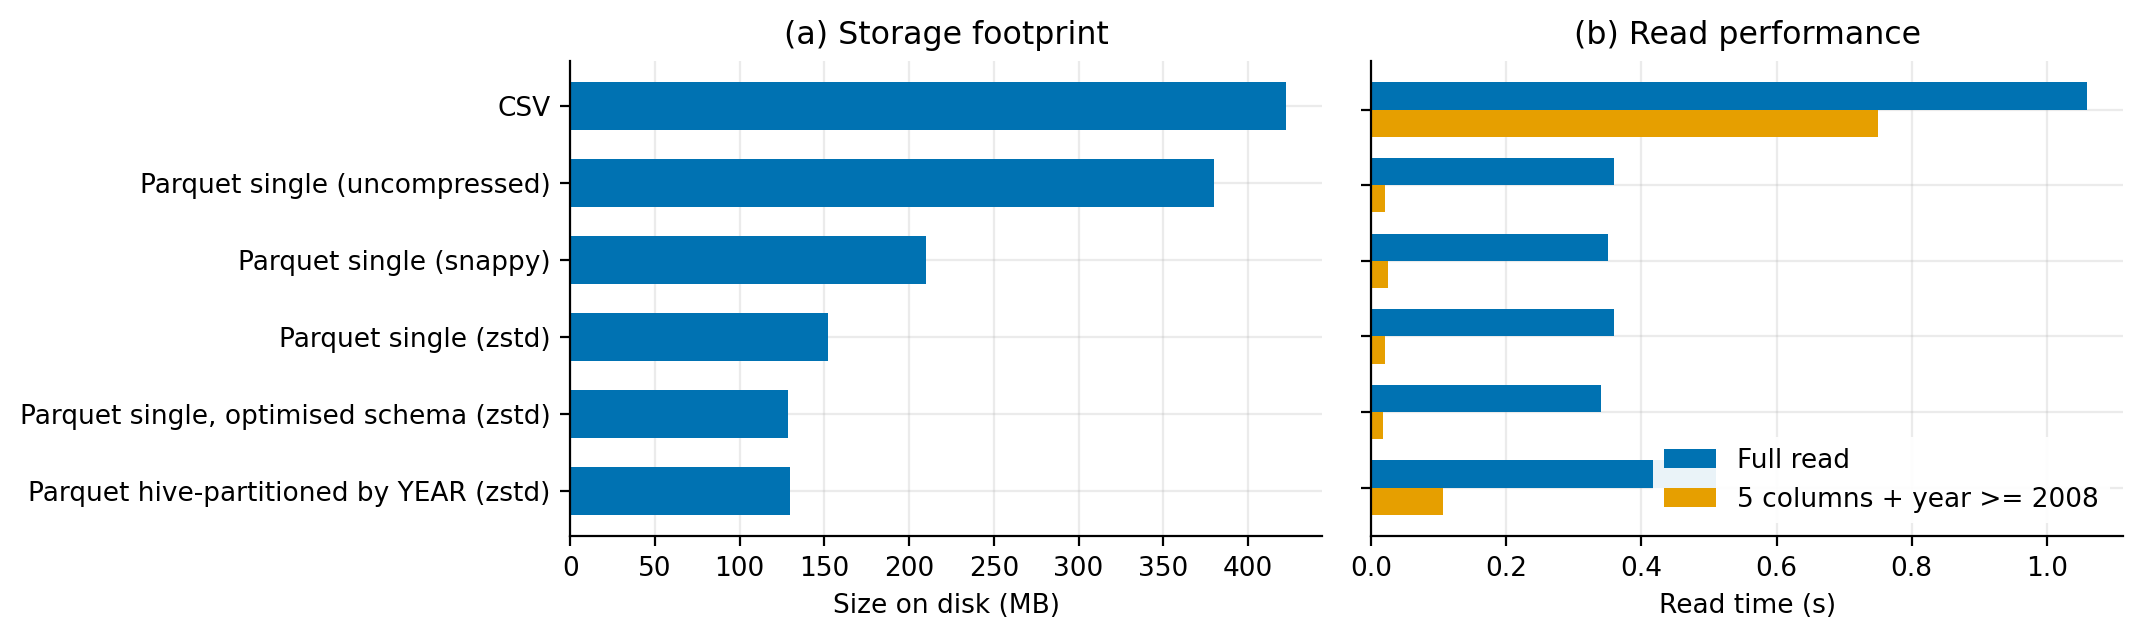 (a) Storage footprint
CSV
Parquet single (uncompressed)
Parquet single (snappy)
Parquet single (zstd)
Parquet single, optimised schema (zstd)
Parquet hive-partitioned by YEAR (zstd)
0 50 100 150 200 250 300 350 400
Size on disk (MB)
(b) Read performance
Full read
5 columns + year >= 2008
0.0 0.2 0.4 0.6 0.8 1.0
Read time (s)